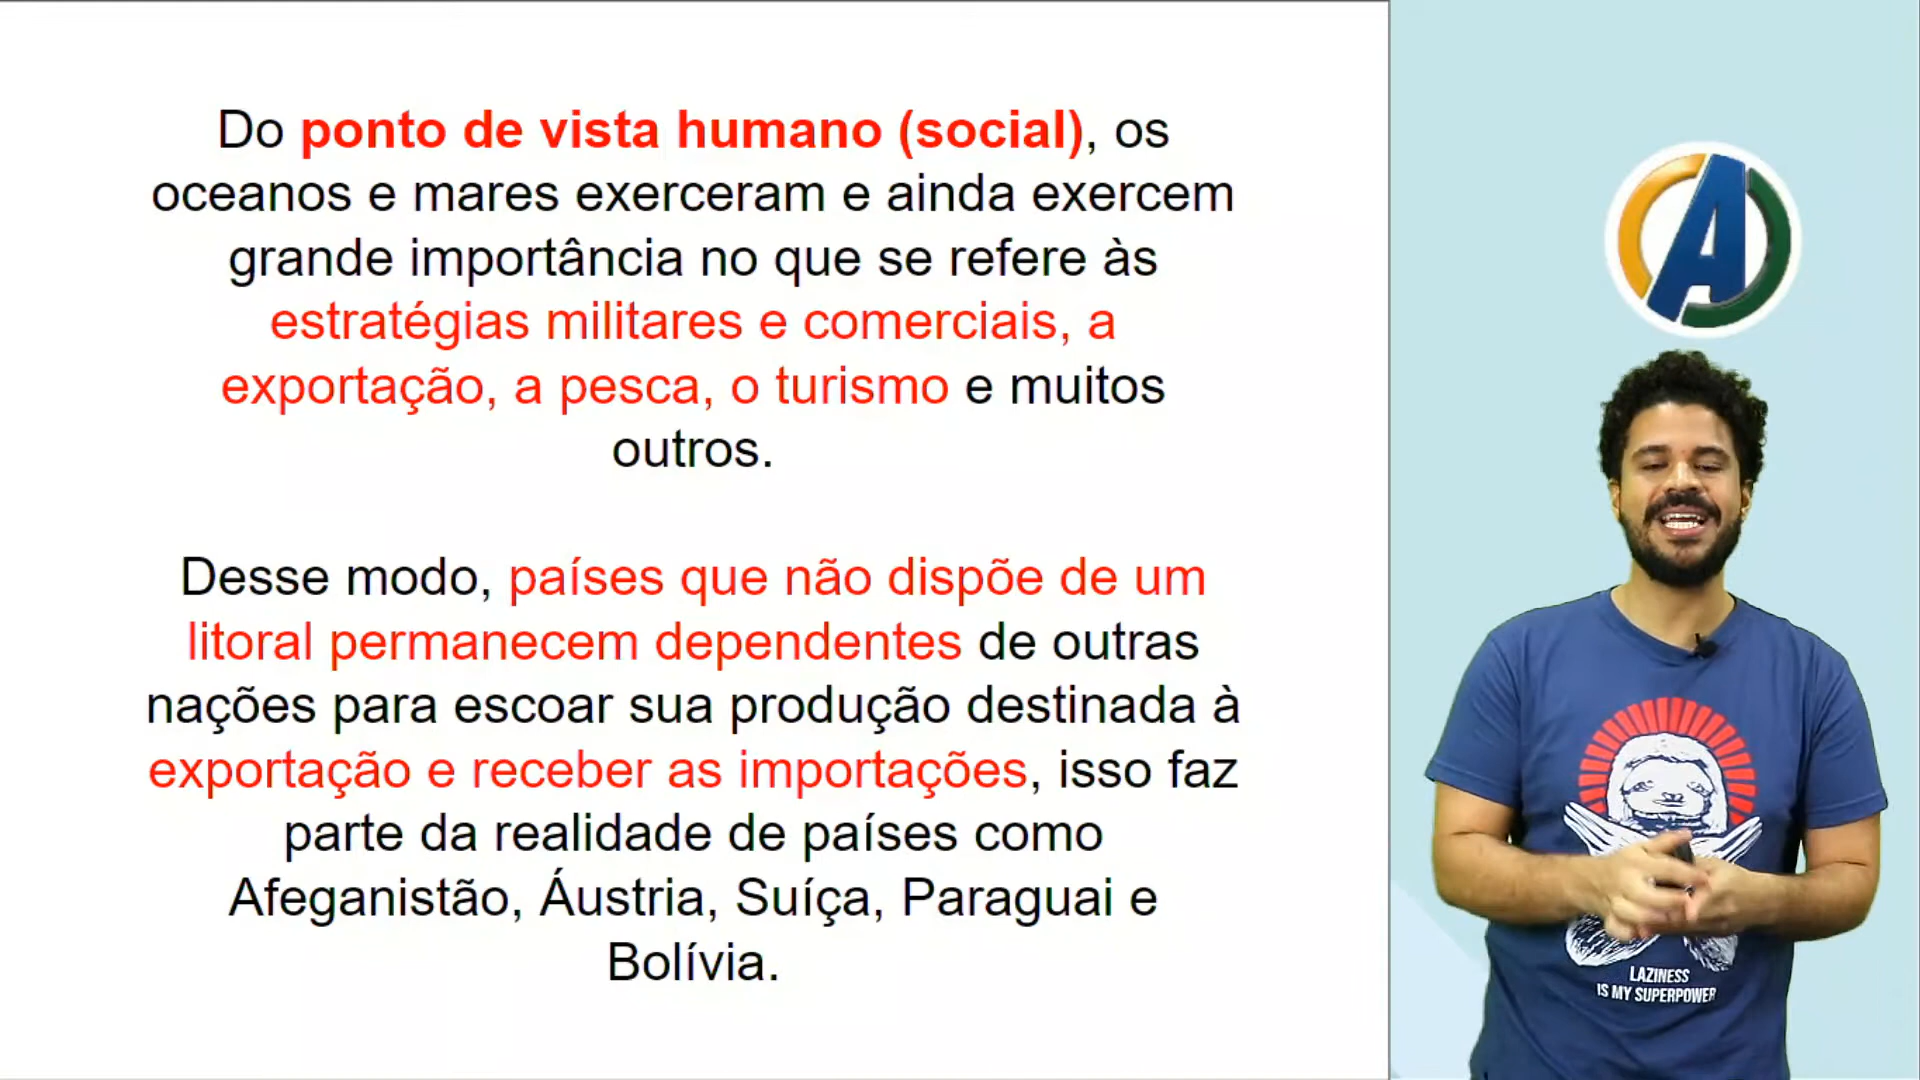 Do ponto de vista humano (social), os
oceanos e mares exerceram e ainda exercem
grande importância no que se refere às
estratégias militares e comerciais, a
exportação, a pesca, o turismo e muitos
outros.
Desse modo, países que não dispõe de um
litoral permanecem dependentes de outras
nações para escoar sua produção destinada à
exportação e receber as importações, isso faz
parte da realidade de países como
Afeganistão, Áustria, Suíça, Paraguai e
Bolívia.
A
LAZINESS
IS MY SUPERPOWER